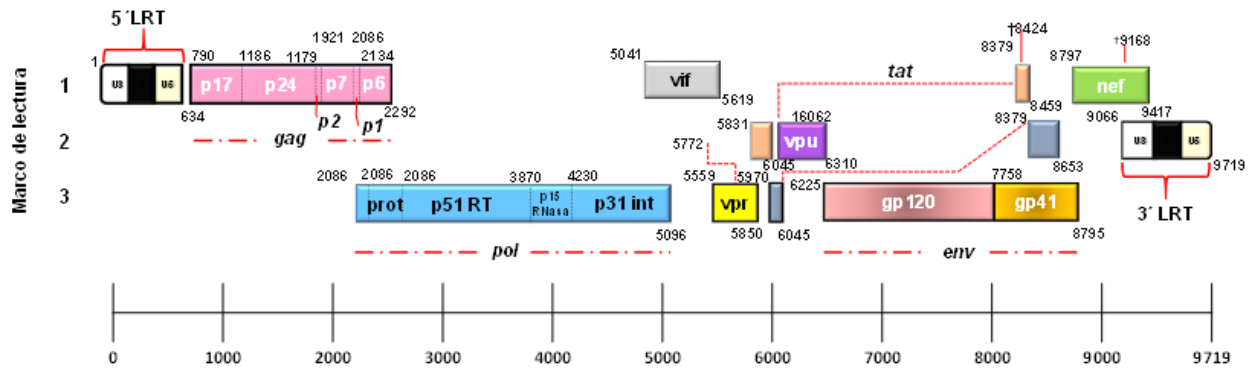 5´LRT
†8424
1 790 1186 1179 1921 2086 2134 5041 8379 8797 †9168
1 U3 U5 p17 p24 p7 p6 vif tat nef
634 p2 p1 2292 5619 8459 9066 9417
gag
5831 16062 8379
2 vpu U3 U5
5772 6045 6310 8653 9719
2086 2086 2086 3870 4230 5559 5970 6225 7758
3 prot p51 RT p15 RNasa p31 int vpr gp120 gp41 3´ LRT
5096 5850 6045 8795
pol env
Marco de lectura
0 1000 2000 3000 4000 5000 6000 7000 8000 9000 9719